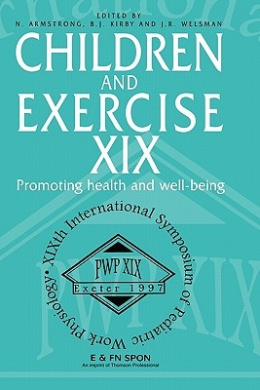 EDITED BY
N. ARMSTRONG, B.J. KIRBY AND J.R. WELSMAN
CHILDREN
AND
EXERCISE
XIX
Promoting health and well-being
XIXth International Symposium of Pediatric Work Physiology •
PWP XIX
Exeter 1997
E & FN SPON
An imprint of Thomson Professional